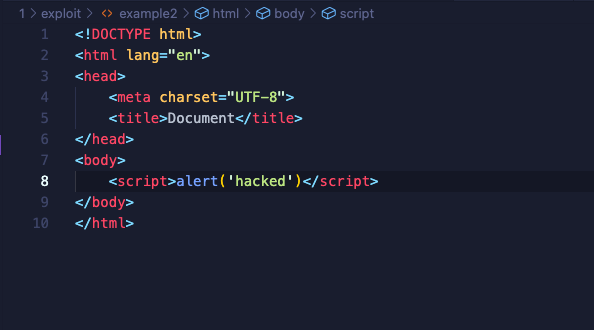 1 > exploit > <> example2 > html > body > script
1 <!DOCTYPE html>
2 <html lang="en">
3 <head>
4     <meta charset="UTF-8">
5     <title>Document</title>
6 </head>
7 <body>
8     <script>alert('hacked')</script>
9 </body>
10 </html>